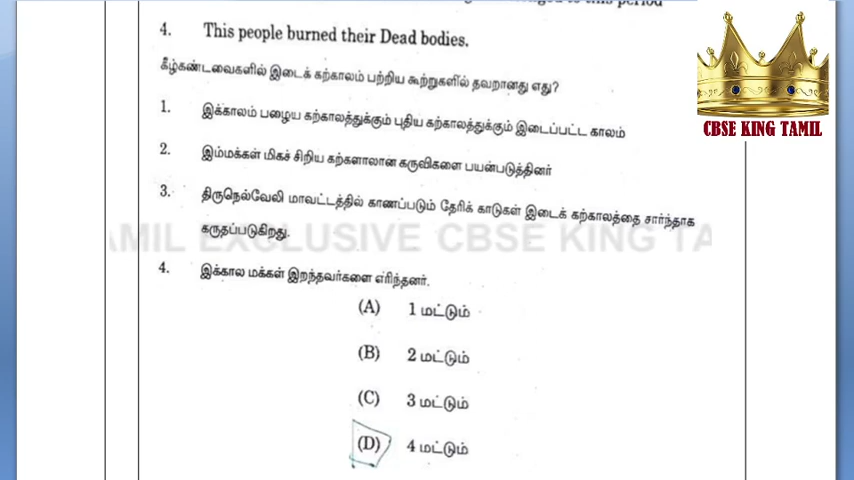 to this period
4. This people burned their Dead bodies.
கீழ்கண்டவைகளில் இடைக் கற்காலம் பற்றிய கூற்றுகளில் தவறானது எது?
1. இக்காலம் பழைய கற்காலத்துக்கும் புதிய கற்காலத்துக்கும் இடைப்பட்ட காலம்
2. இம்மக்கள் மிகச் சிறிய கற்களாலான கருவிகளை பயன்படுத்தினர்
3. திருநெல்வேலி மாவட்டத்தில் காணப்படும் தேரிக் காடுகள் இடைக் கற்காலத்தை சார்ந்தாக
கருதப்படுகிறது.
AMIL EXCLUSIVE CBSE KING TA
4. இக்கால மக்கள் இறந்தவர்களை எரிந்தனர்.
(A) 1 மட்டும்
(B) 2 மட்டும்
(C) 3 மட்டும்
(D) 4 மட்டும்
CBSE KING TAMIL